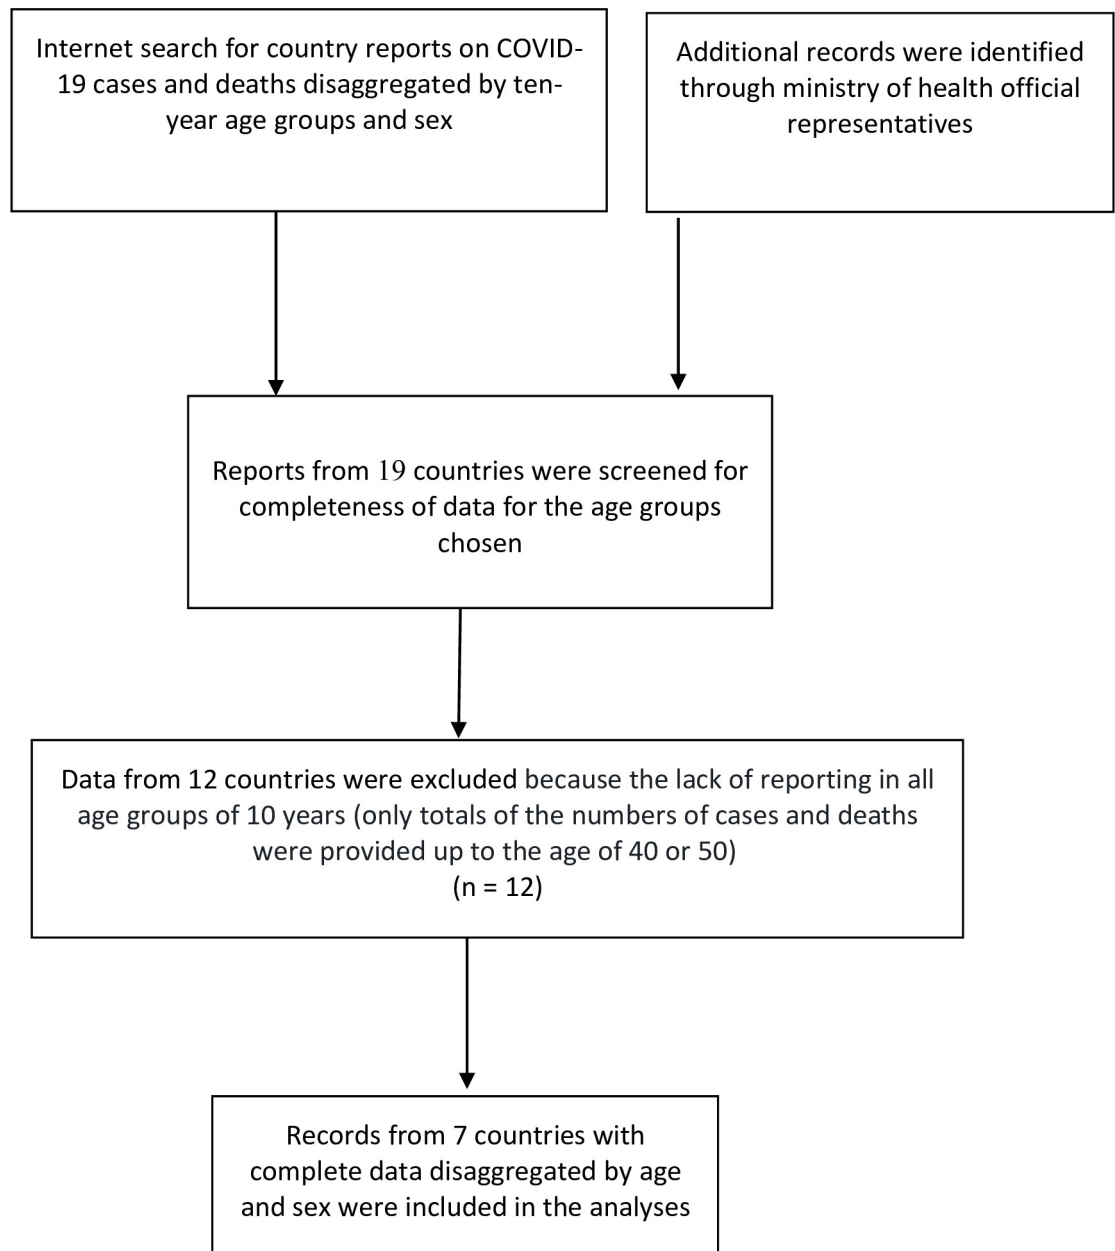 Internet search for country reports on COVID-
19 cases and deaths disaggregated by ten-
year age groups and sex
Additional records were identified
through ministry of health official
representatives
Reports from 19 countries were screened for
completeness of data for the age groups
chosen
Data from 12 countries were excluded because the lack of reporting in all
age groups of 10 years (only totals of the numbers of cases and deaths
were provided up to the age of 40 or 50)
(n = 12)
Records from 7 countries with
complete data disaggregated by age
and sex were included in the analyses